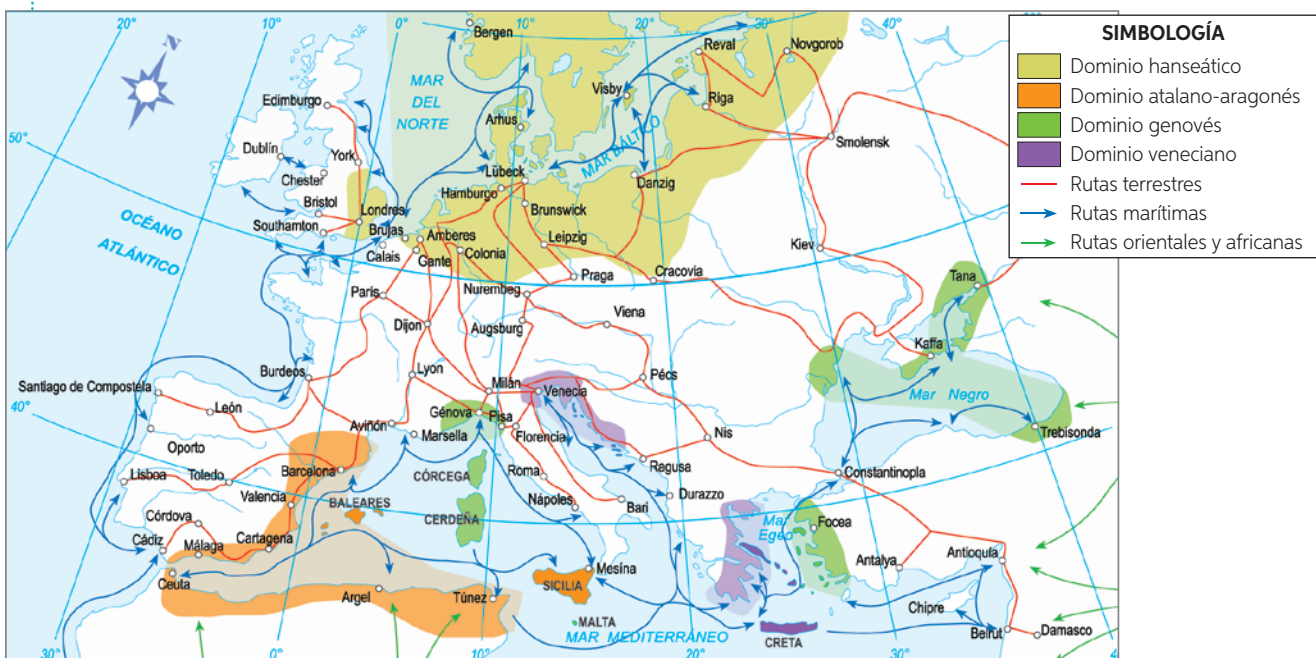 20°
10°
0°
10°
20°
30°
40°
N
Bergen
Reval
Novgorob
MAR
DEL
NORTE
Visby
Riga
Edimburgo
Arhus
MAR BÁLTICO
Smolensk
50°
Dublín
York
Lübeck
Danzig
Chester
Hamburgo
Bristol
Londres
Brunswick
OCÉANO
ATLÁNTICO
Southamton
Brujas
Amberes
Leipzig
Kiev
Calais
Gante
Colonia
Praga
Cracovia
Tana
París
Nurembeg
Viena
Dijon
Augsburg
Kaffa
Burdeos
Lyon
Milán
Venecia
Pécs
Mar Negro
Santiago de Compostela
León
Génova
Pisa
40°
Aviñón
Marsella
Florencia
Nis
Trebisonda
Oporto
Barcelona
CÓRCEGA
Roma
Ragusa
Constantinopla
Lisboa
Toledo
Valencia
BALEARES
Nápoles
Bari
Durazzo
Córdova
CERDEÑA
Mar
Egeo
Focea
Cádiz
Málaga
Cartagena
Mesína
Antalya
Antioquía
Ceuta
Argel
Túnez
SICILIA
Chipre
MALTA
MAR MEDITERRÁNEO
CRETA
Beirut
Damasco
30°
0°
10°
20°
30°
SIMBOLOGÍA
Dominio hanseático
Dominio atalano-aragonés
Dominio genovés
Dominio veneciano
Rutas terrestres
Rutas marítimas
Rutas orientales y africanas